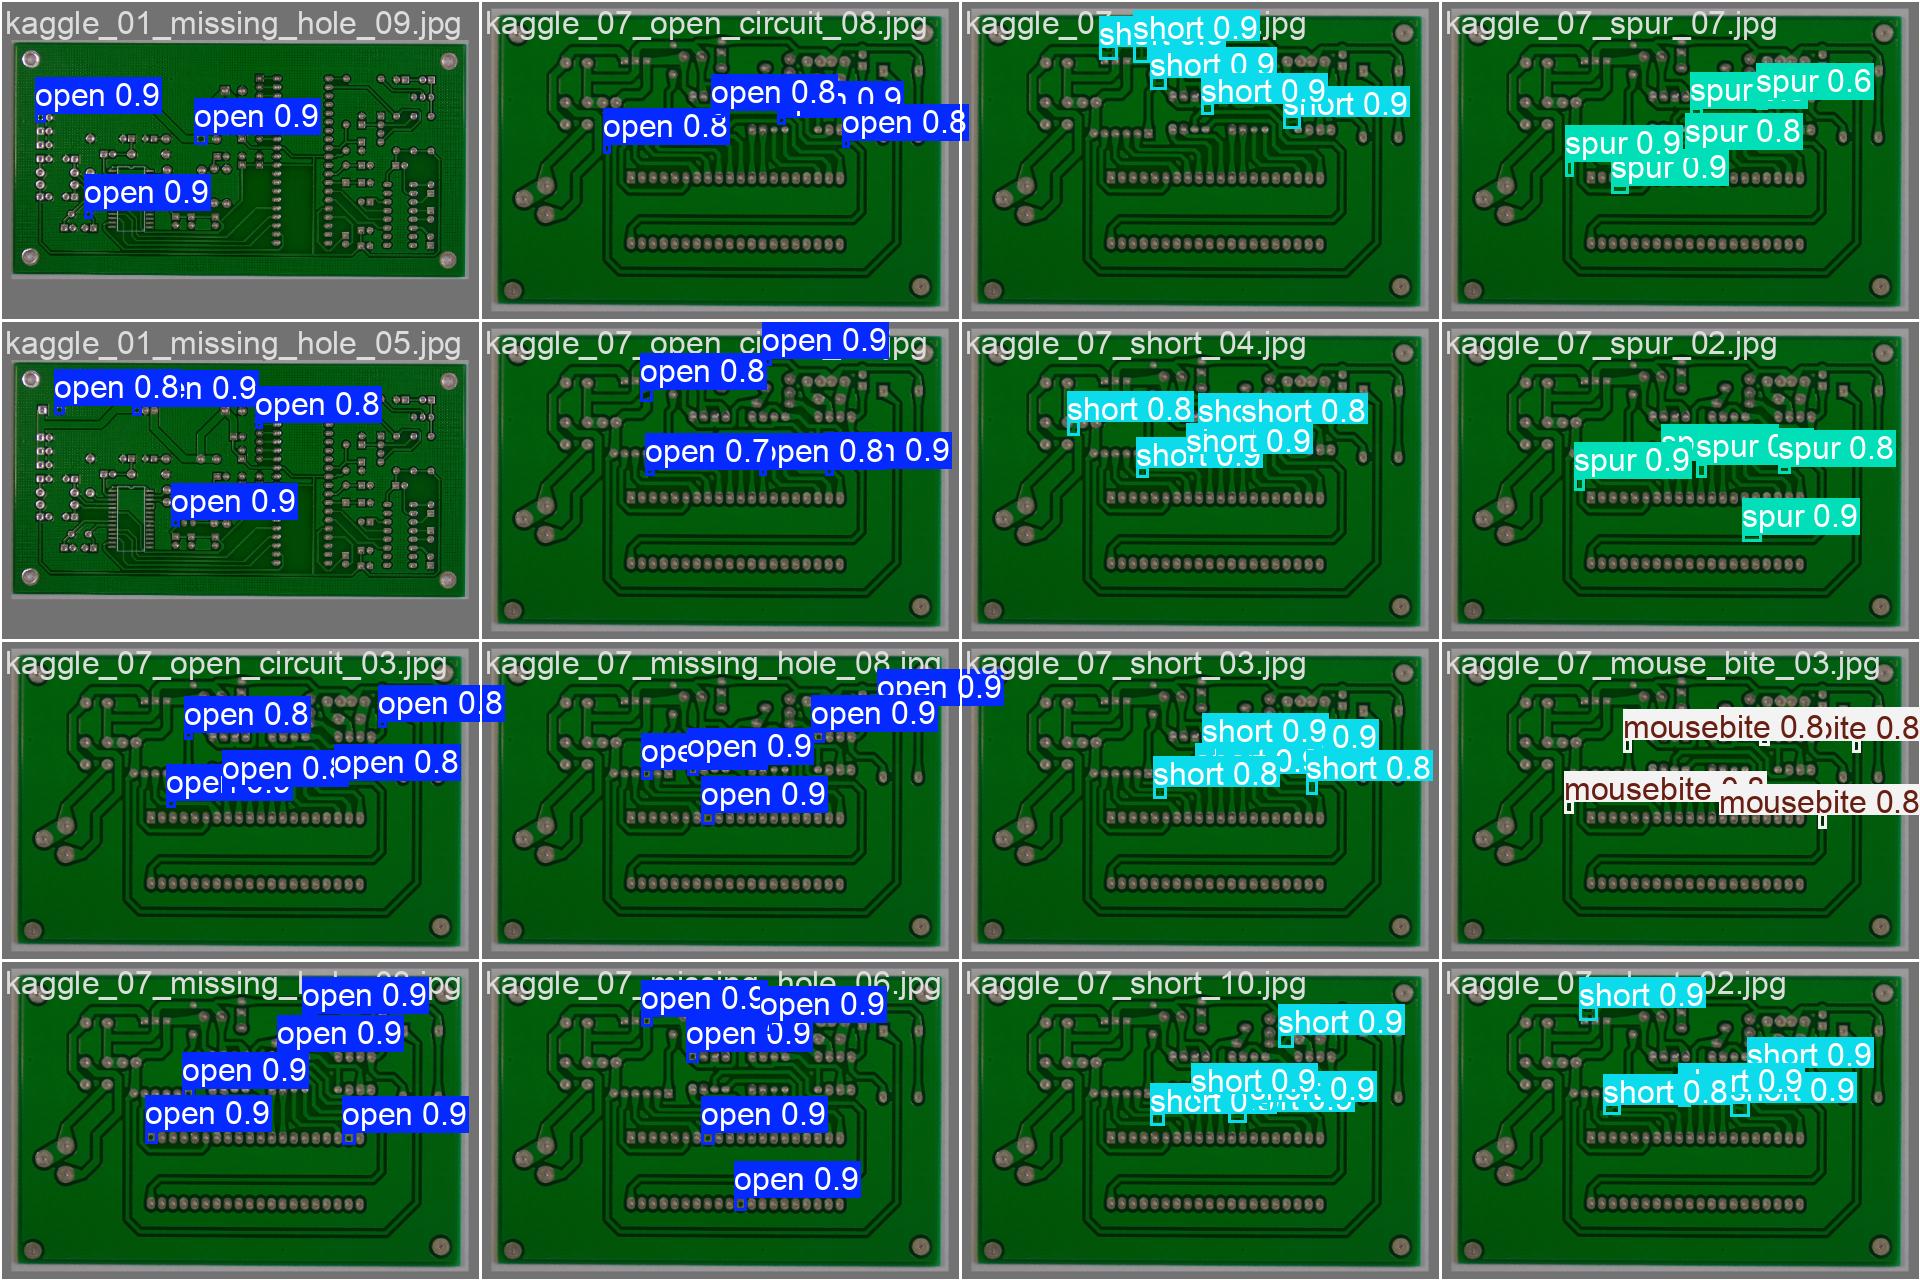 kaggle_01_missing_hole_09.jpg
open 0.9
open 0.9
open 0.9
kaggle_07_open_circuit_08.jpg
open 0.8
0.9
open 0.8
open 0.8
kaggle_07 jpg
short 0.9
short 0.9
short 0.9
short 0.9
kaggle_07_spur_07.jpg
spur 0.6
spur
spur 0.8
spur 0.9
spur 0.9
kaggle_01_missing_hole_05.jpg
open 0.8 0.9
open 0.8
open 0.9
kaggle_07_open_ci jpg
open 0.9
open 0.8
open 0.7 open 0.8 0.9
kaggle_07_short_04.jpg
short 0.8 short 0.8
short 0.9
short 0.9
kaggle_07_spur_02.jpg
spur spur 0.8
spur 0.9
spur 0.9
kaggle_07_open_circuit_03.jpg
open 0.8
open 0.8
open 0.8
open 0.8
kaggle_07_missing_hole_08.jpg
open 0.9
open 0.9
open 0.9
open 0.9
kaggle_07_short_03.jpg
short 0.9 0.9
short 0.8
short 0.8
kaggle_07_mouse_bite_03.jpg
mousebite 0.8 bite 0.8
mousebite
mousebite 0.8
kaggle_07_missing jpg
open 0.9
open 0.9
open 0.9
open 0.9
open 0.9
kaggle_07_missing_hole_06.jpg
open 0.9
open 0.9
open 0.9
open 0.9
open 0.9
kaggle_07_short_10.jpg
short 0.9
short 0.9
short 0.9
kaggle_0 02.jpg
short 0.9
short 0.9
short 0.8 0.9